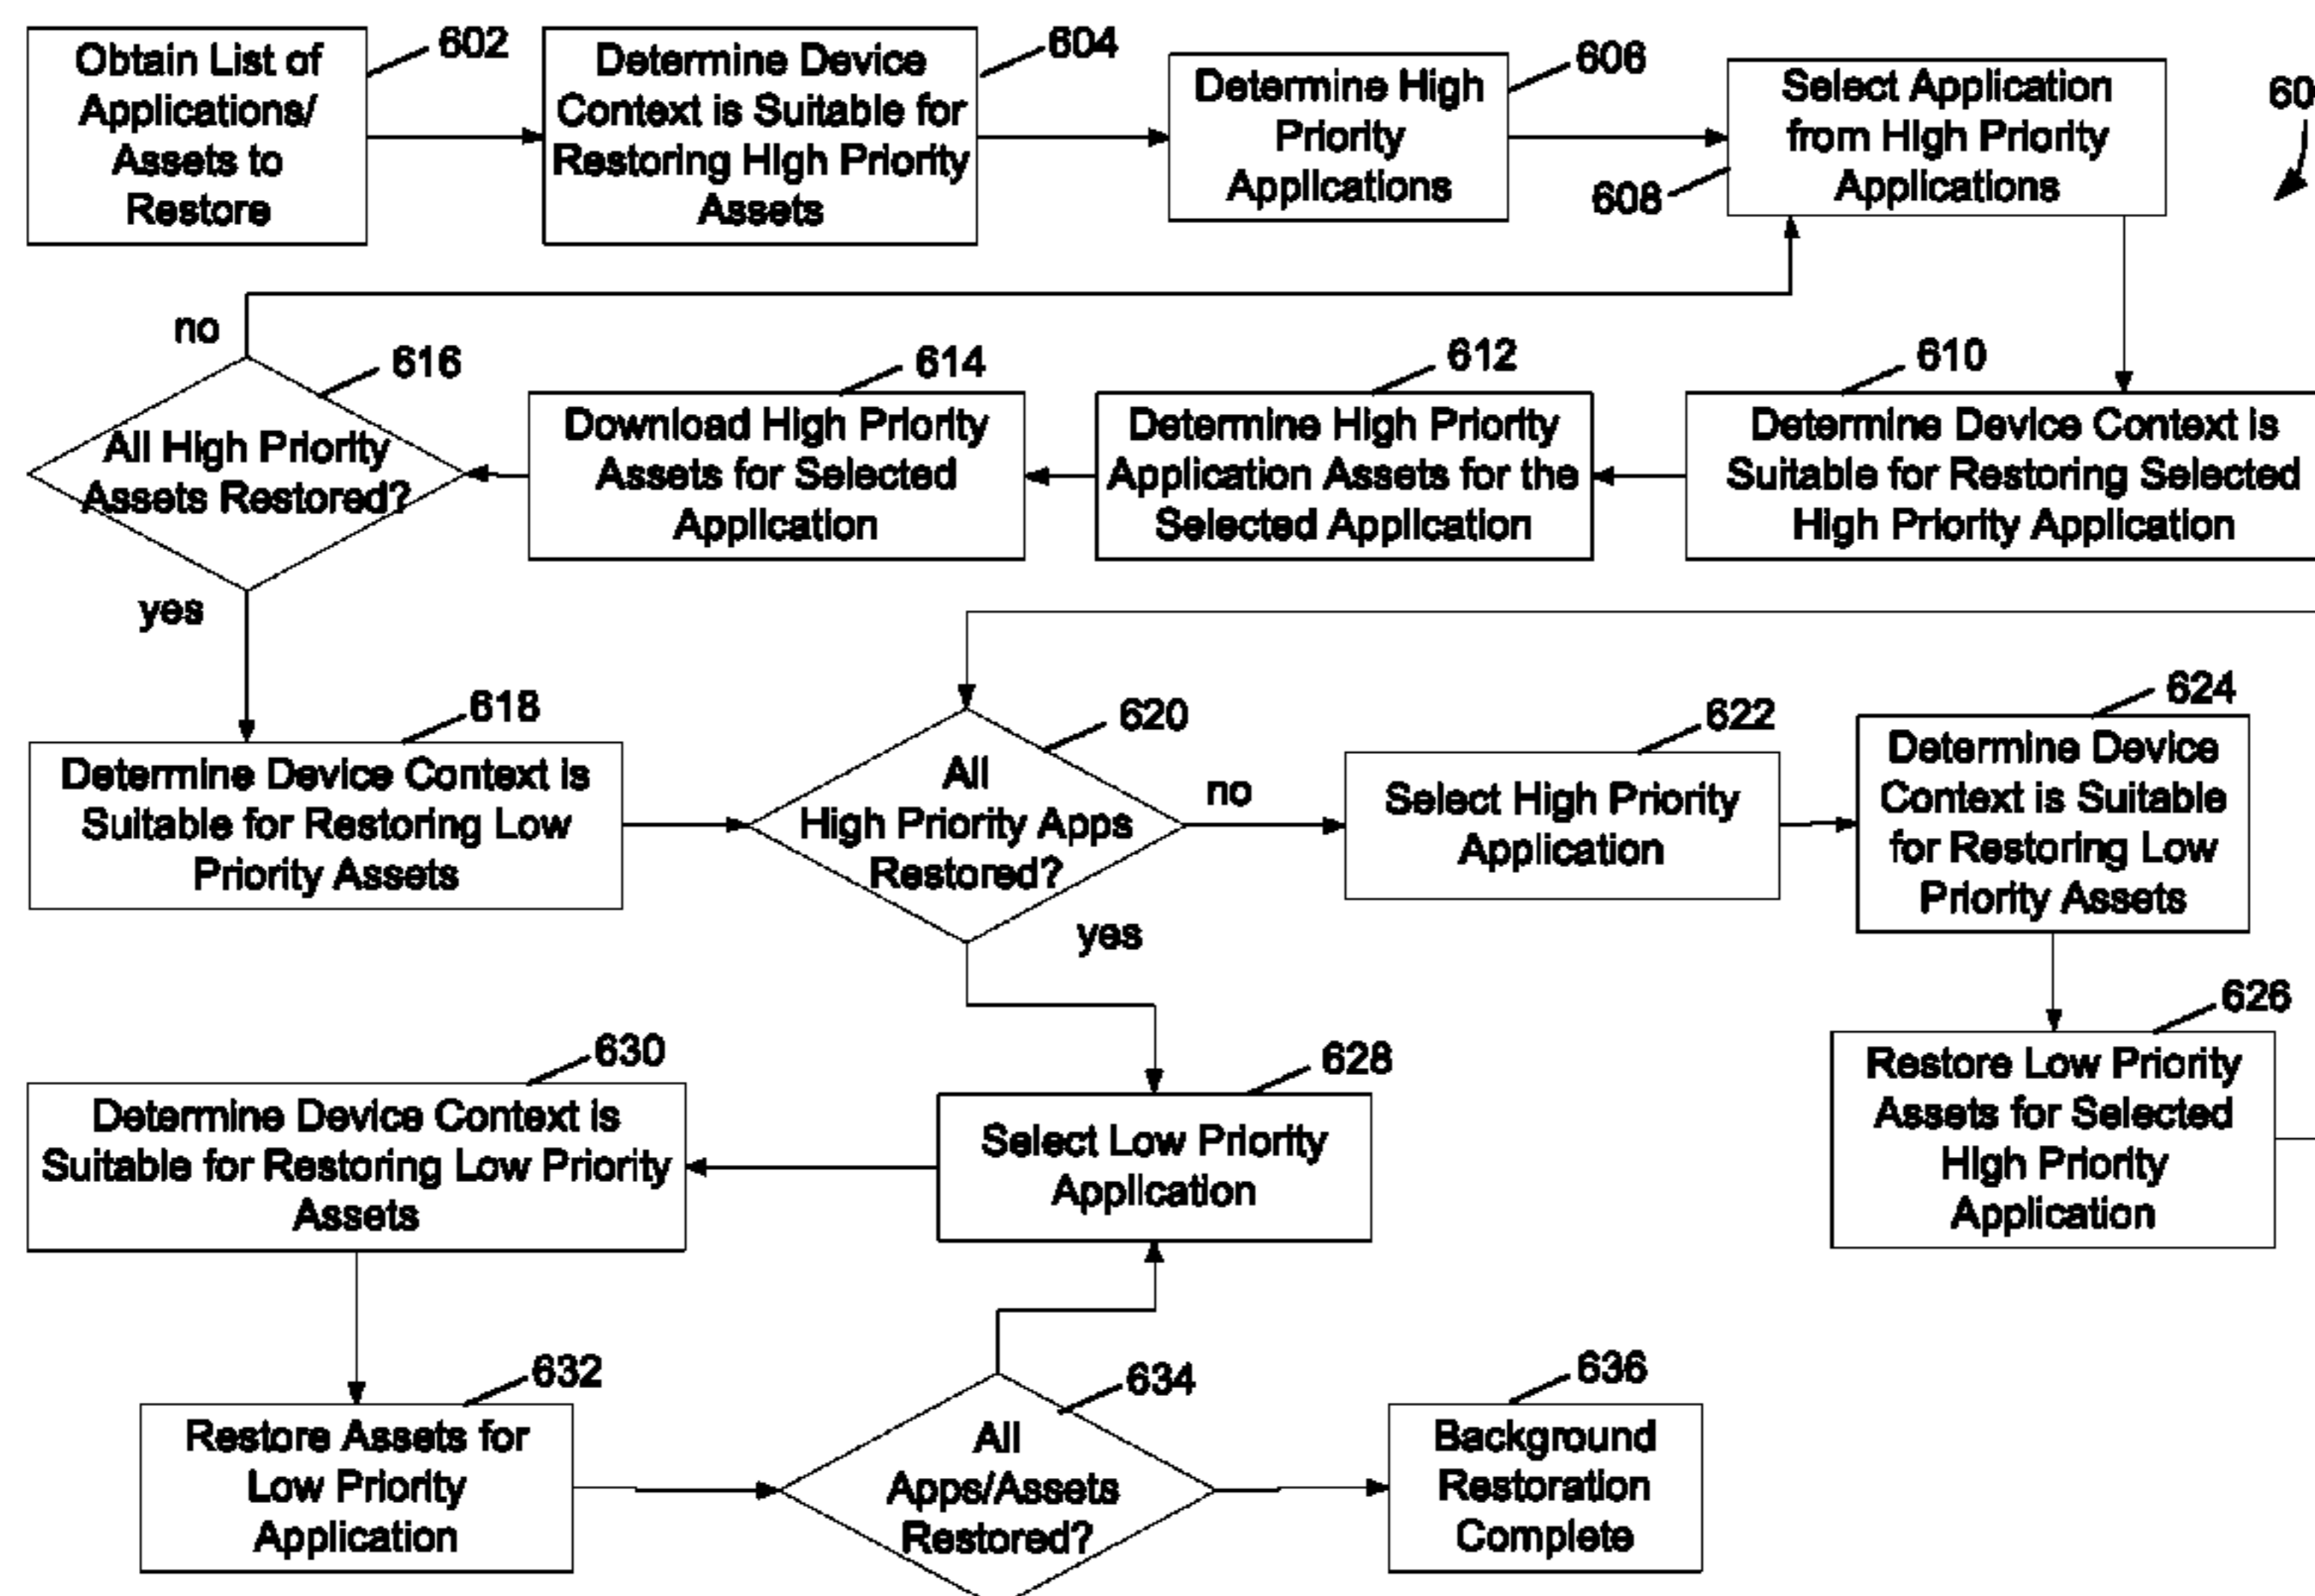 Obtain List of
Applications/
Assets to
Restore
602
Determine Device
Context is Suitable for
Restoring High Priority
Assets
604
Determine High
Priority
Applications
606
Select Application
from High Priority
Applications
608
60
no
616
All High Priority
Assets Restored?
yes
614
Download High Priority
Assets for Selected
Application
612
Determine High Priority
Application Assets for the
Selected Application
610
Determine Device Context is
Suitable for Restoring Selected
High Priority Application
618
Determine Device Context is
Suitable for Restoring Low
Priority Assets
620
All
High Priority Apps
Restored?
no
yes
622
Select High Priority
Application
624
Determine Device
Context is Suitable
for Restoring Low
Priority Assets
626
Restore Low Priority
Assets for Selected
High Priority
Application
630
Determine Device Context is
Suitable for Restoring Low Priority
Assets
628
Select Low Priority
Application
632
Restore Assets for
Low Priority
Application
634
All
Apps/Assets
Restored?
636
Background
Restoration
Complete